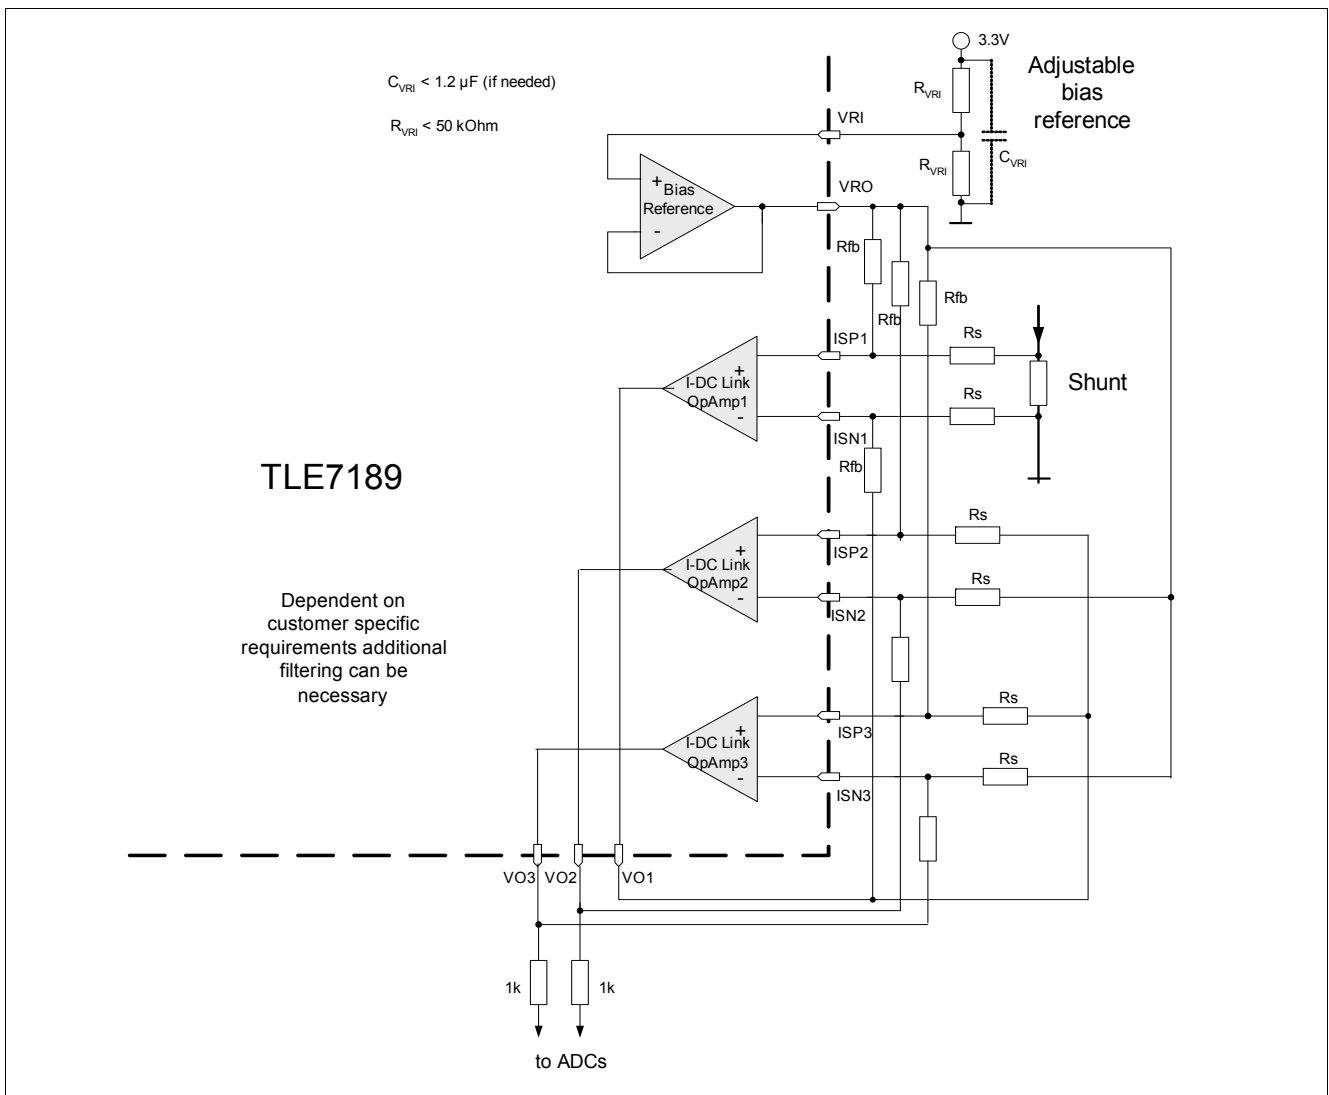 3.3V
Adjustable
bias
reference
C_VRI < 1.2 µF (if needed)
R_VRI < 50 kOhm
R_VRI
VRI
R_VRI
C_VRI
VRO
+
Bias
Reference
-
Rfb
Rfb
Rfb
ISP1
Rs
+
I-DC Link
OpAmp1
-
Rs
Shunt
ISN1
Rfb
TLE7189
Rs
ISP2
+
I-DC Link
OpAmp2
-
Rs
ISN2
Dependent on
customer specific
requirements additional
filtering can be
necessary
Rs
ISP3
+
I-DC Link
OpAmp3
-
Rs
ISN3
VO3
VO2
VO1
1k
1k
to ADCs